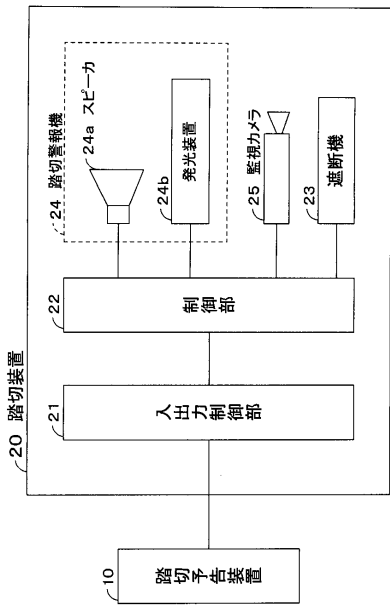 20 踏切装置
24 踏切警報機
24a スピーカ
発光装置
24b
25 監視カメラ
遮断機
23
22
制御部
21
入出力制御部
10
踏切予告装置